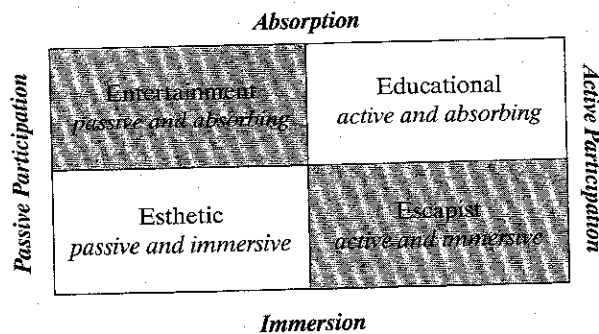 Absorption
Passive Participation
Entertainment
passive and absorbing
Educational
active and absorbing
Active Participation
Esthetic
passive and immersive
Escapist
active and immersive
Immersion